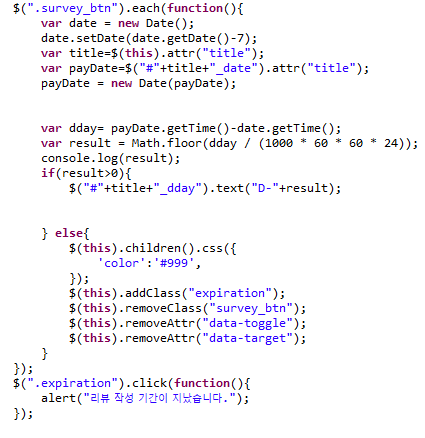 $(".survey_btn").each(function(){
var date = new Date();
date.setDate(date.getDate()-7);
var title=$(this).attr("title");
var payDate=$("#"+title+"_date").attr("title");
payDate = new Date(payDate);
var dday= payDate.getTime()-date.getTime();
var result = Math.floor(dday / (1000 * 60 * 60 * 24));
console.log(result);
if(result>0){
$("#"+title+"_dday").text("D-"+result);
} else{
$(this).children().css({
'color':'#999',
});
$(this).addClass("expiration");
$(this).removeClass("survey_btn");
$(this).removeAttr("data-toggle");
$(this).removeAttr("data-target");
}
});
$(".expiration").click(function(){
alert("리뷰 작성 기간이 지났습니다.");
});